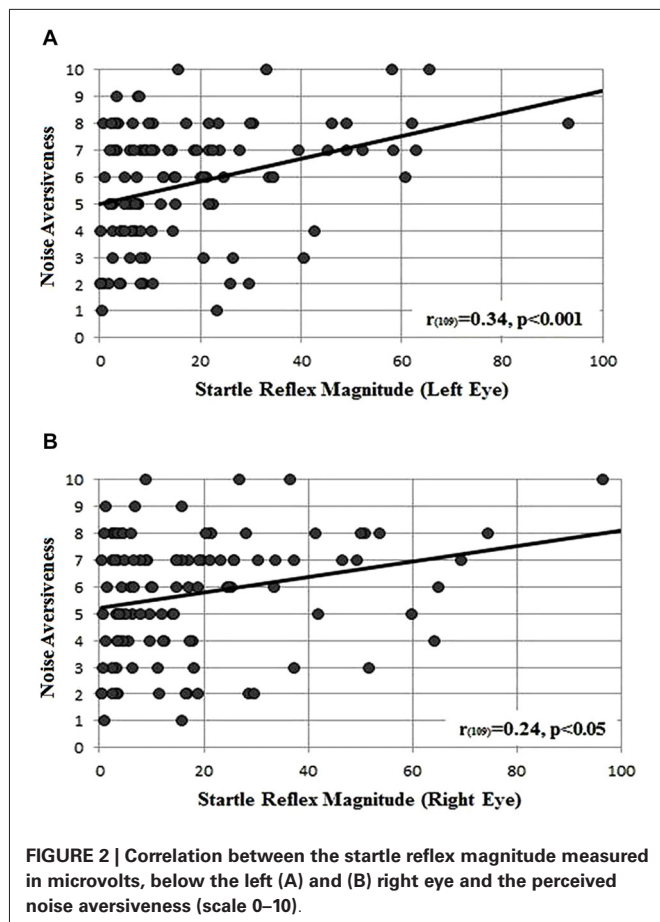 A
10
9
8
7
6
5
4
3
2
1
0
Noise Aversiveness
0 20 40 60 80 100
Startle Reflex Magnitude (Left Eye)
r(109)=0.34, p<0.001
B
10
9
8
7
6
5
4
3
2
1
0
Noise Aversiveness
0 20 40 60 80 100
Startle Reflex Magnitude (Right Eye)
r(109)=0.24, p<0.05
FIGURE 2 | Correlation between the startle reflex magnitude measured
in microvolts, below the left (A) and (B) right eye and the perceived
noise aversiveness (scale 0–10).